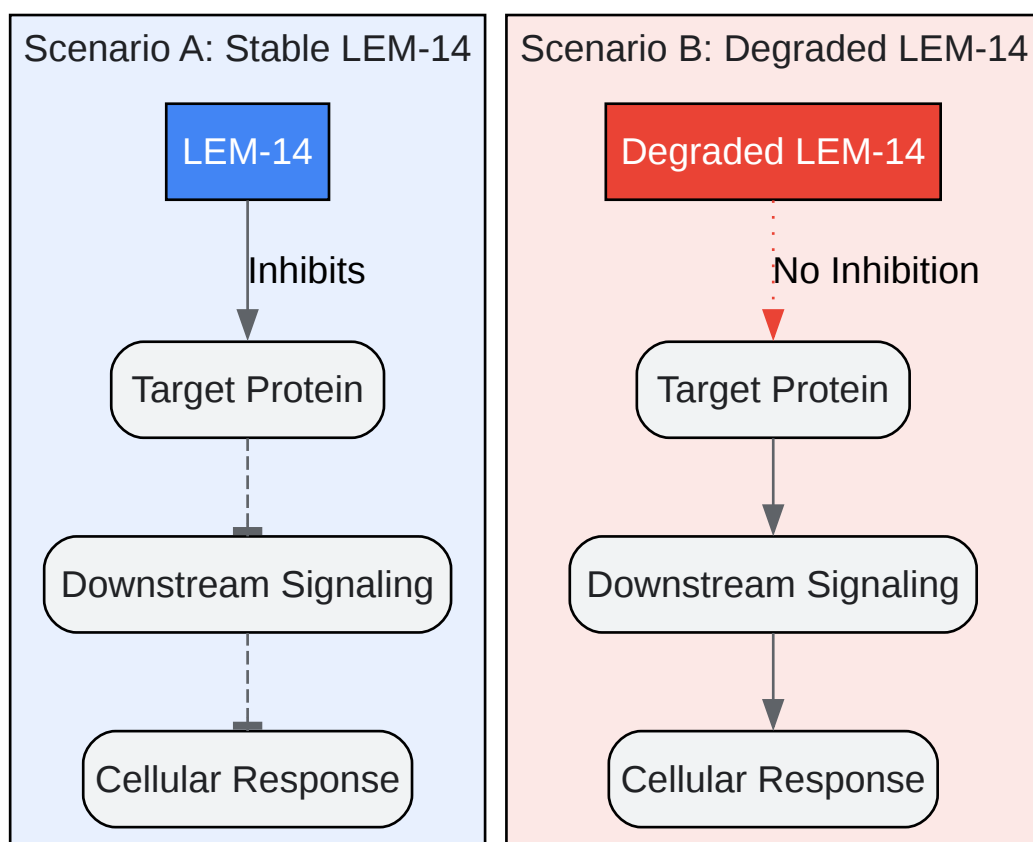 Scenario A: Stable LEM-14
LEM-14
Inhibits
Target Protein
Downstream Signaling
Cellular Response
Scenario B: Degraded LEM-14
Degraded LEM-14
No Inhibition
Target Protein
Downstream Signaling
Cellular Response